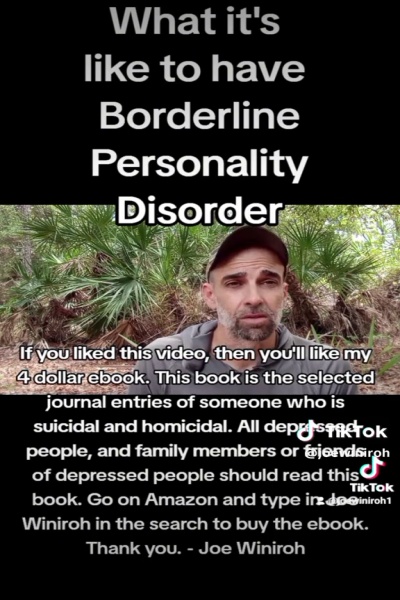 What it's
like to have
Borderline
Personality
Disorder
If you liked this video, then you'll like my
4 dollar ebook. This book is the selected
journal entries of someone who is
suicidal and homicidal. All depressed
people, and family members or friends
of depressed people should read this
book. Go on Amazon and type in Joe
Winiroh in the search to buy the ebook.
Thank you. - Joe Winiroh
TikTok
@joewiniroh
TikTok
@joewiniroh1